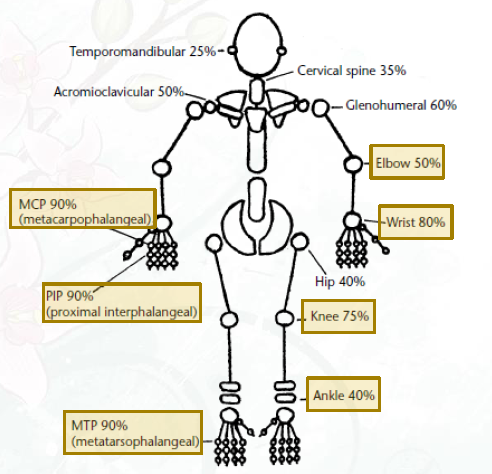 Temporomandibular 25%
Cervical spine 35%
Acromioclavicular 50%
Glenohumeral 60%
Elbow 50%
MCP 90%
(metacarpophalangeal)
Wrist 80%
Hip 40%
PIP 90%
(proximal interphalangeal)
Knee 75%
Ankle 40%
MTP 90%
(metatarsophalangeal)